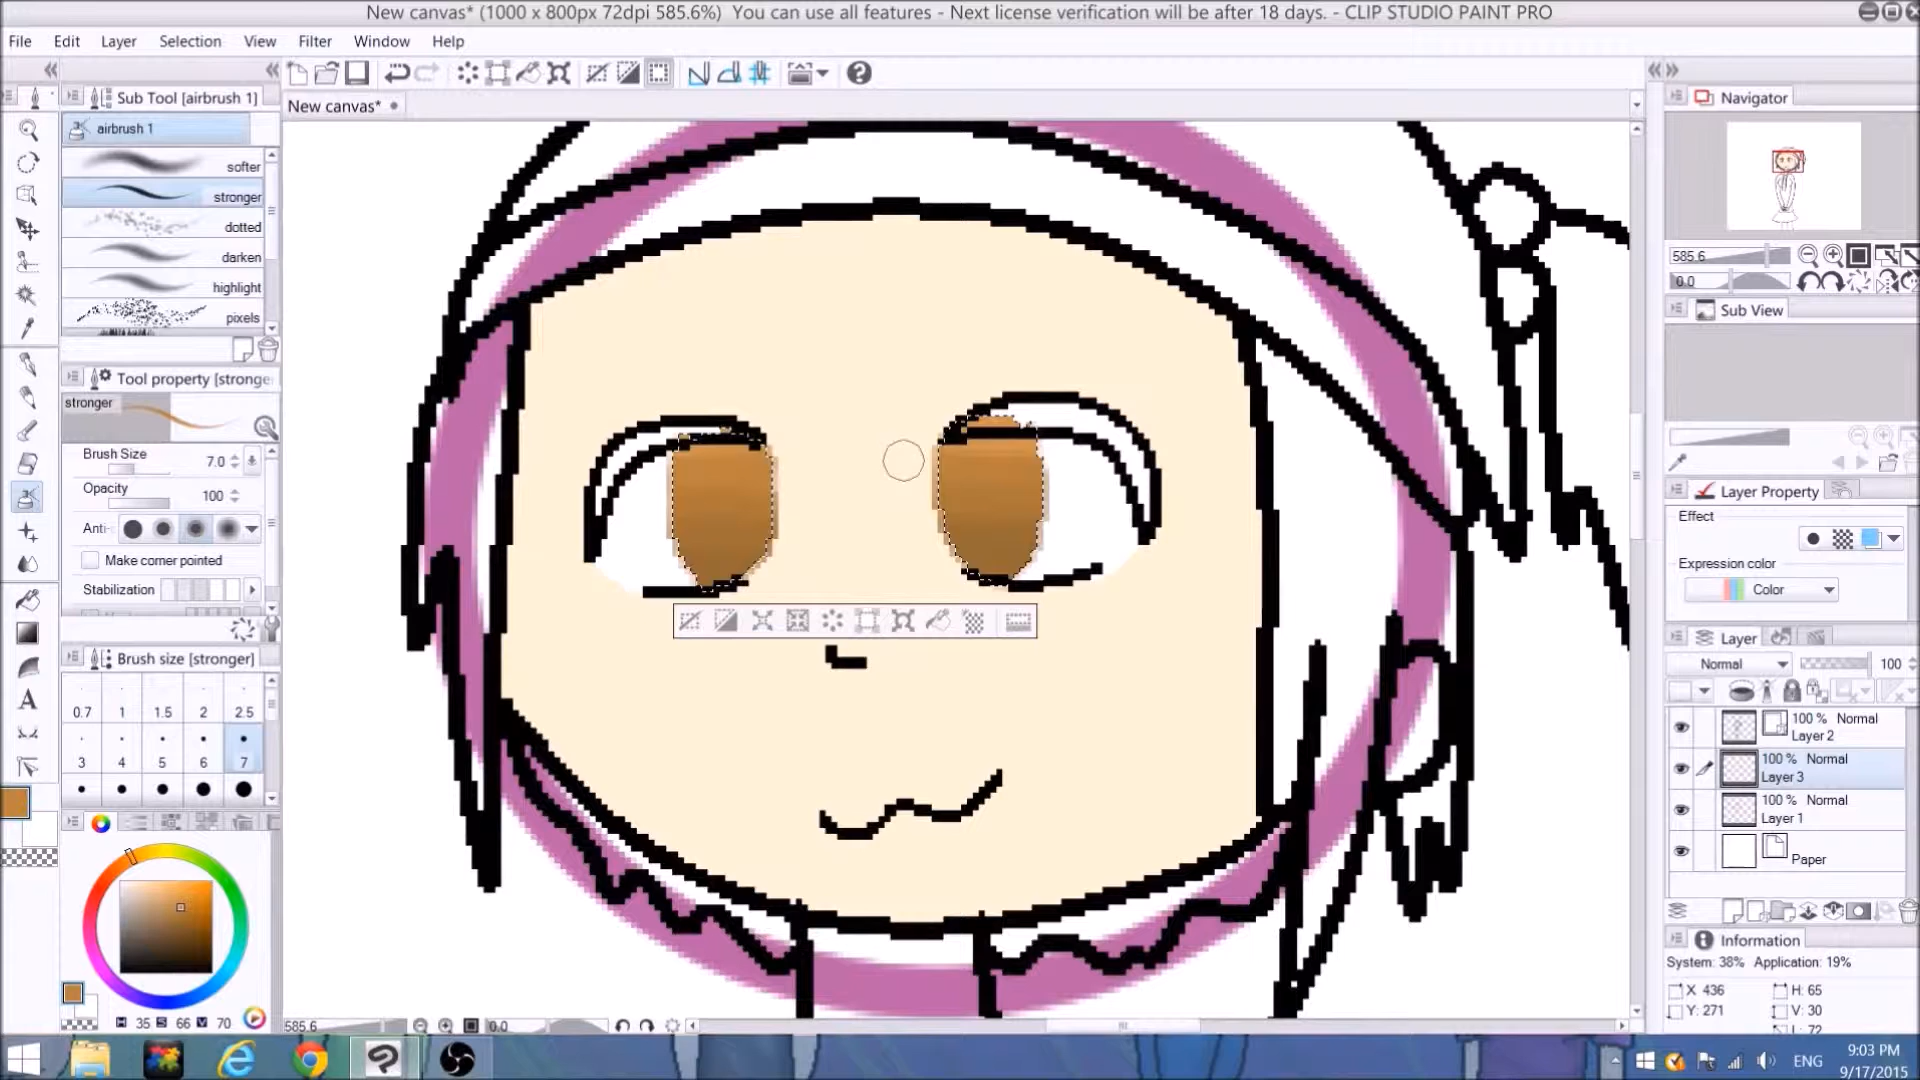 New canvas* (1000 x 800px 72dpi 585.6%)  You can use all features - Next license verification will be after 18 days. - CLIP STUDIO PAINT PRO
File Edit Layer Selection View Filter Window Help
Sub Tool [airbrush 1]
airbrush 1
softer
stronger
dotted
darken
highlight
pixels
Tool property [stronge
stronger
Brush Size 7.0
Opacity 100
Anti-
Make corner pointed
Stabilization
Brush size [stronger]
0.7 1 1.5 2 2.5
3 4 5 6 7
H 35 S 66 V 70
New canvas*
585.6 0.0
Navigator
585.6
0.0
Sub View
Layer Property
Effect
Expression color
Color
Layer
Normal 100
100 % Normal
Layer 2
100 % Normal
Layer 3
100 % Normal
Layer 1
Paper
Information
System: 38% Application: 19%
X 436 H: 65
Y: 271 V: 30
L: 72
ENG
9:03 PM
9/17/2015